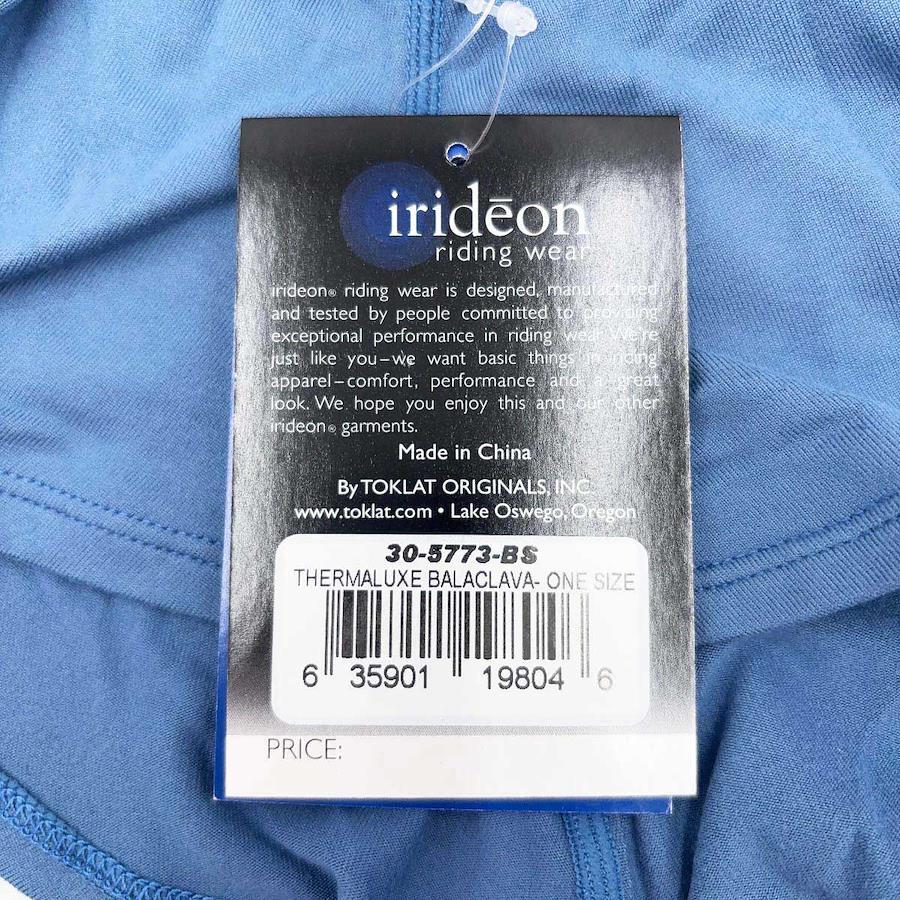 iridēon
riding wear
irideon® riding wear is designed, manufactured
and tested by people committed to providing
exceptional performance in riding wear. We're
just like you–we want basic things in riding
apparel–comfort, performance and a great
look. We hope you enjoy this and our other
irideon® garments.
Made in China
By TOKLAT ORIGINALS, INC.
www.toklat.com • Lake Oswego, Oregon
30-5773-BS
THERMALUXE BALACLAVA- ONE SIZE
6 35901 19804 6
PRICE: